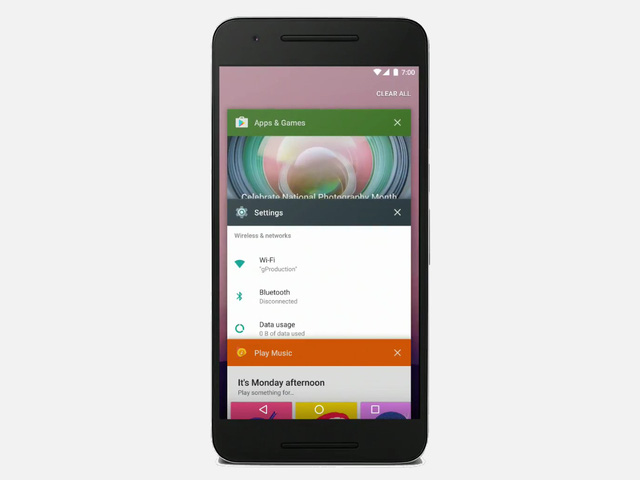 7:00
CLEAR ALL
Apps & Games
Celebrate National Photography Month
Settings
Wireless & networks
Wi-Fi
"gProduction"
Bluetooth
Disconnected
Data usage
0 B of data used
Play Music
It's Monday afternoon
Play something for...